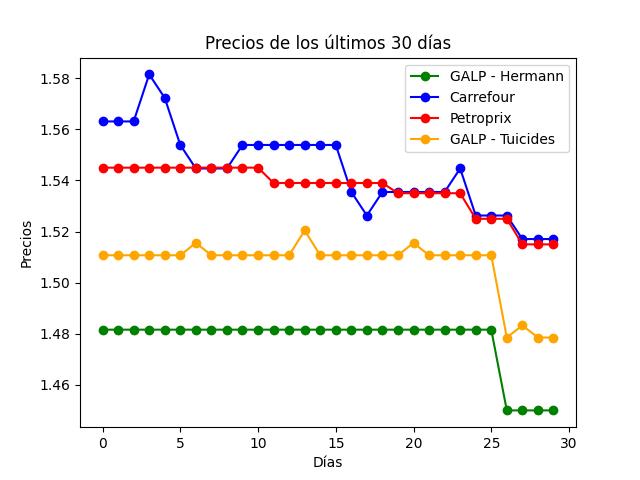 Precios de los últimos 30 días
GALP - Hermann
Carrefour
Petroprix
GALP - Tuicides
Precios
1.58
1.56
1.54
1.52
1.50
1.48
1.46
0 5 10 15 20 25 30
Días